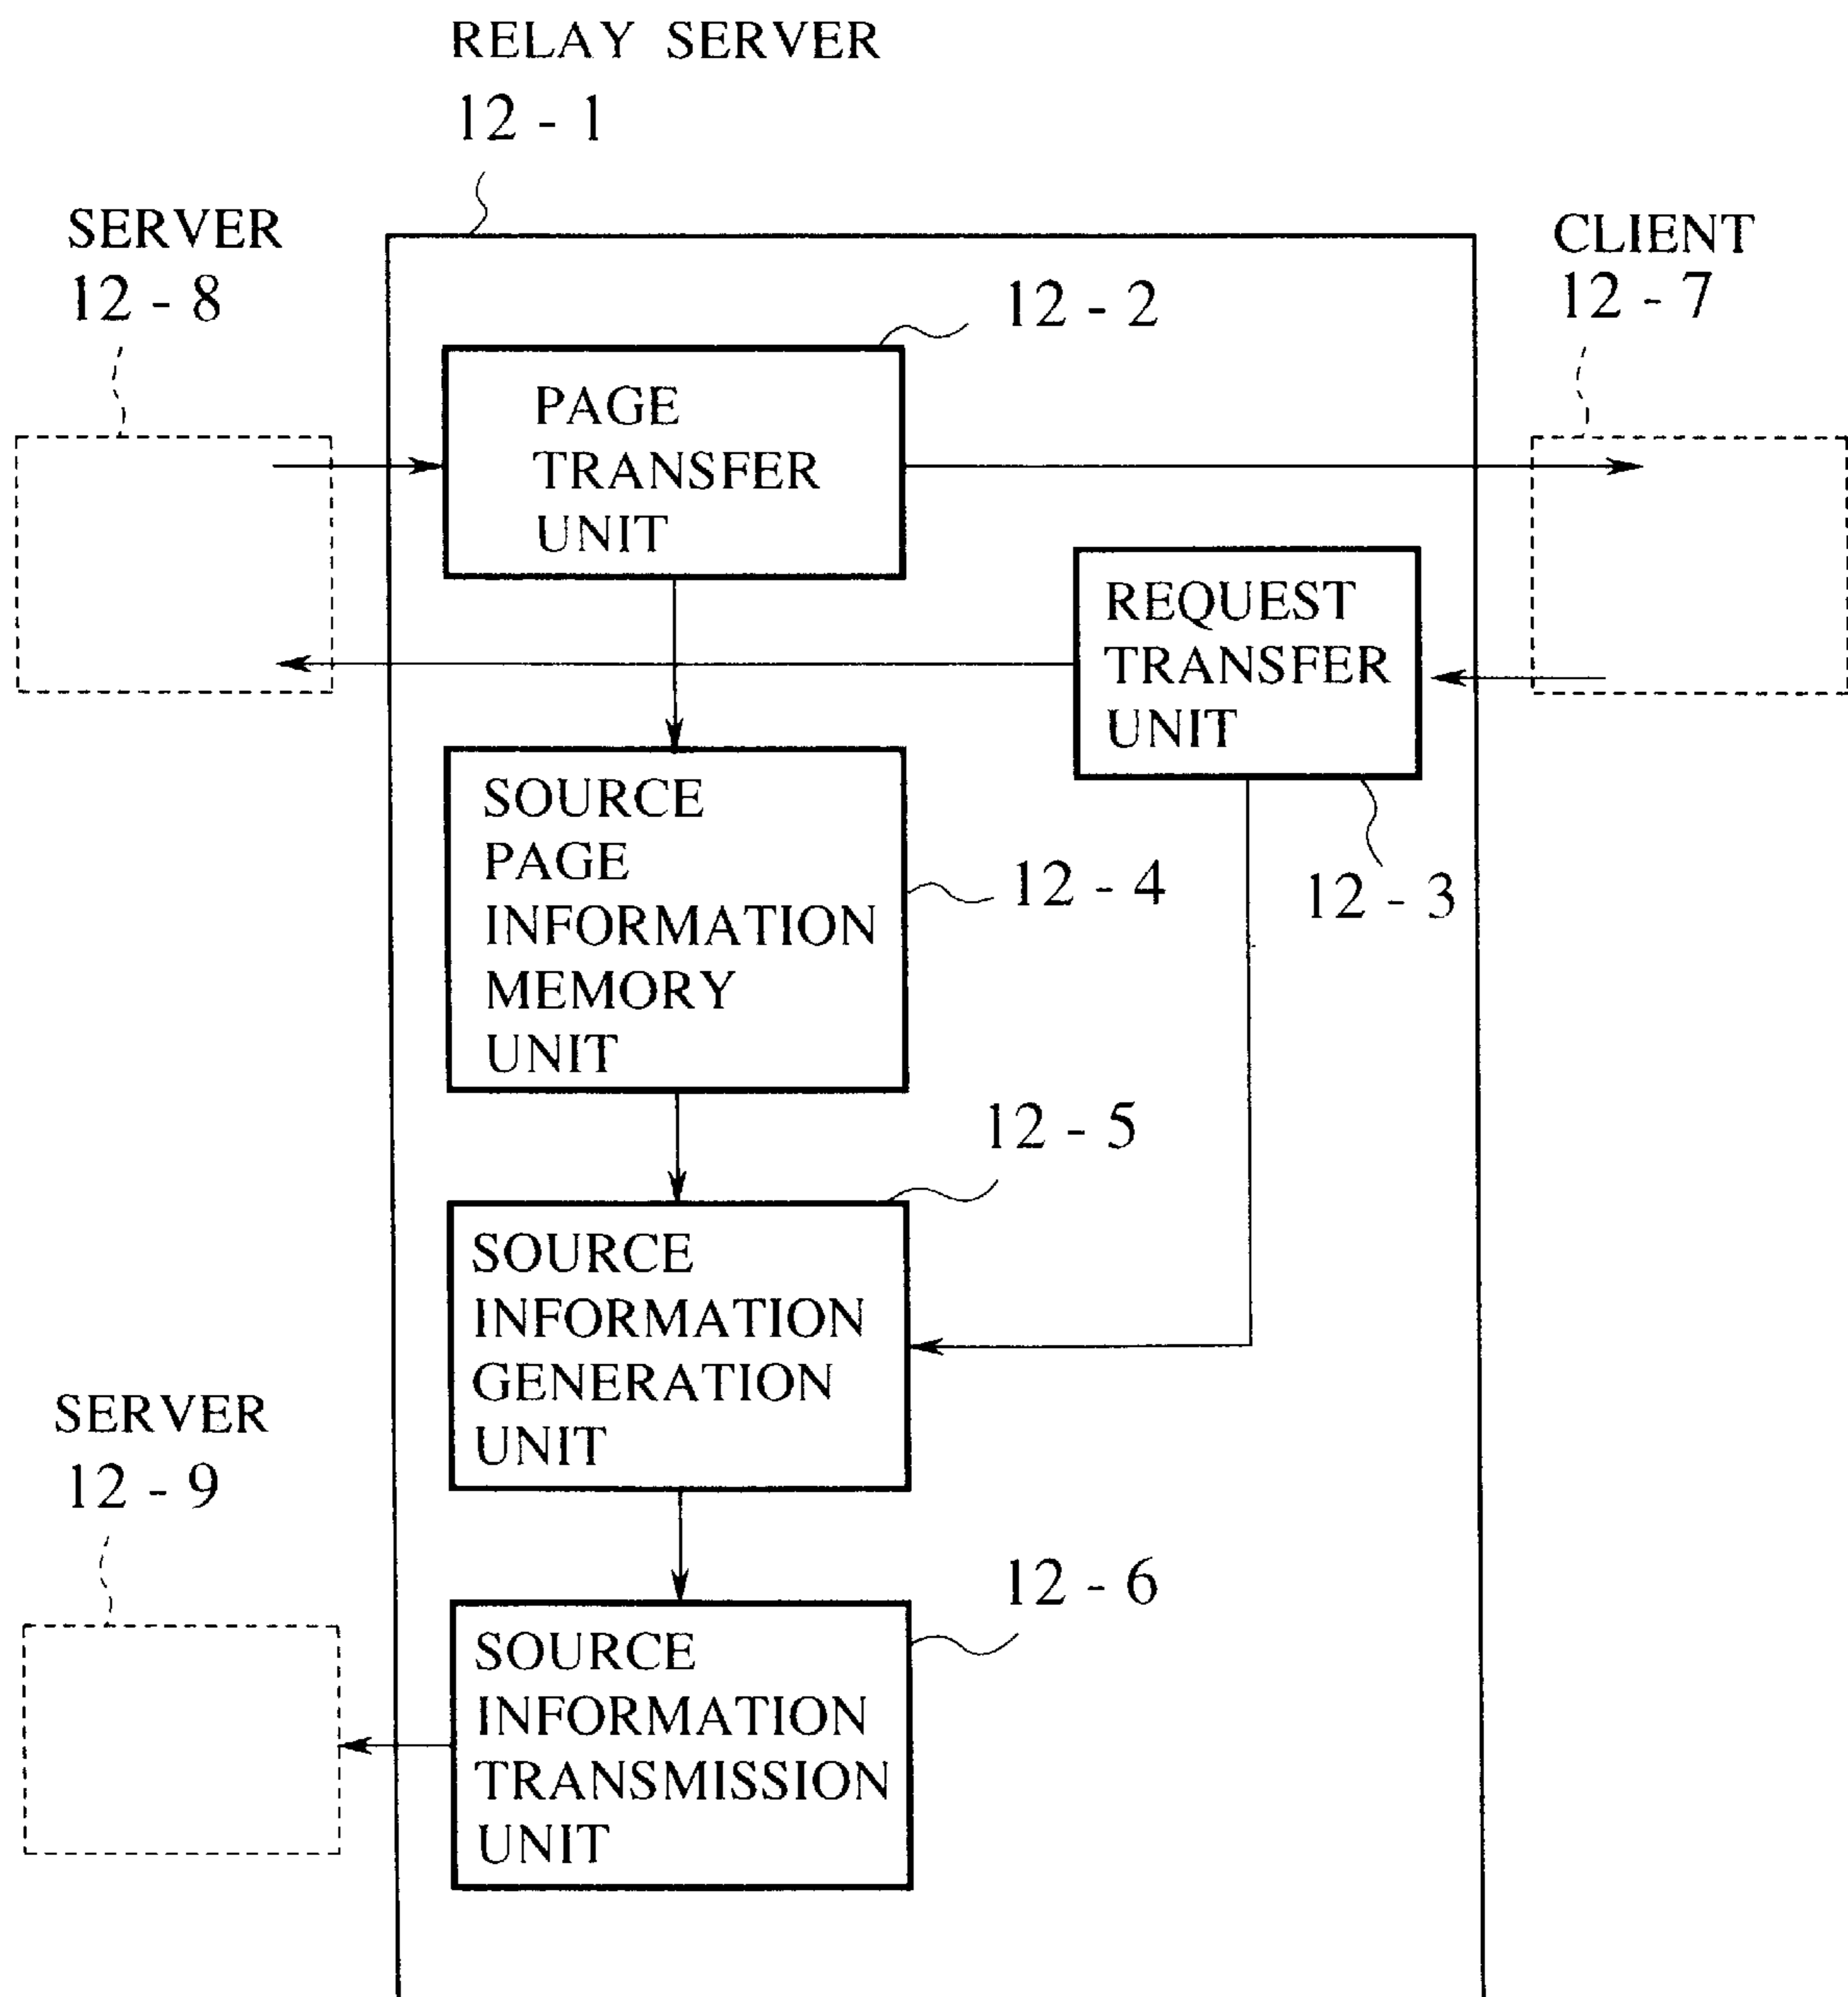 RELAY SERVER
12 - 1
SERVER
12 - 8
CLIENT
12 - 7
12 - 2
PAGE
TRANSFER
UNIT
REQUEST
TRANSFER
UNIT
12 - 3
SOURCE
PAGE
INFORMATION
MEMORY
UNIT
12 - 4
12 - 5
SOURCE
INFORMATION
GENERATION
UNIT
SERVER
12 - 9
12 - 6
SOURCE
INFORMATION
TRANSMISSION
UNIT